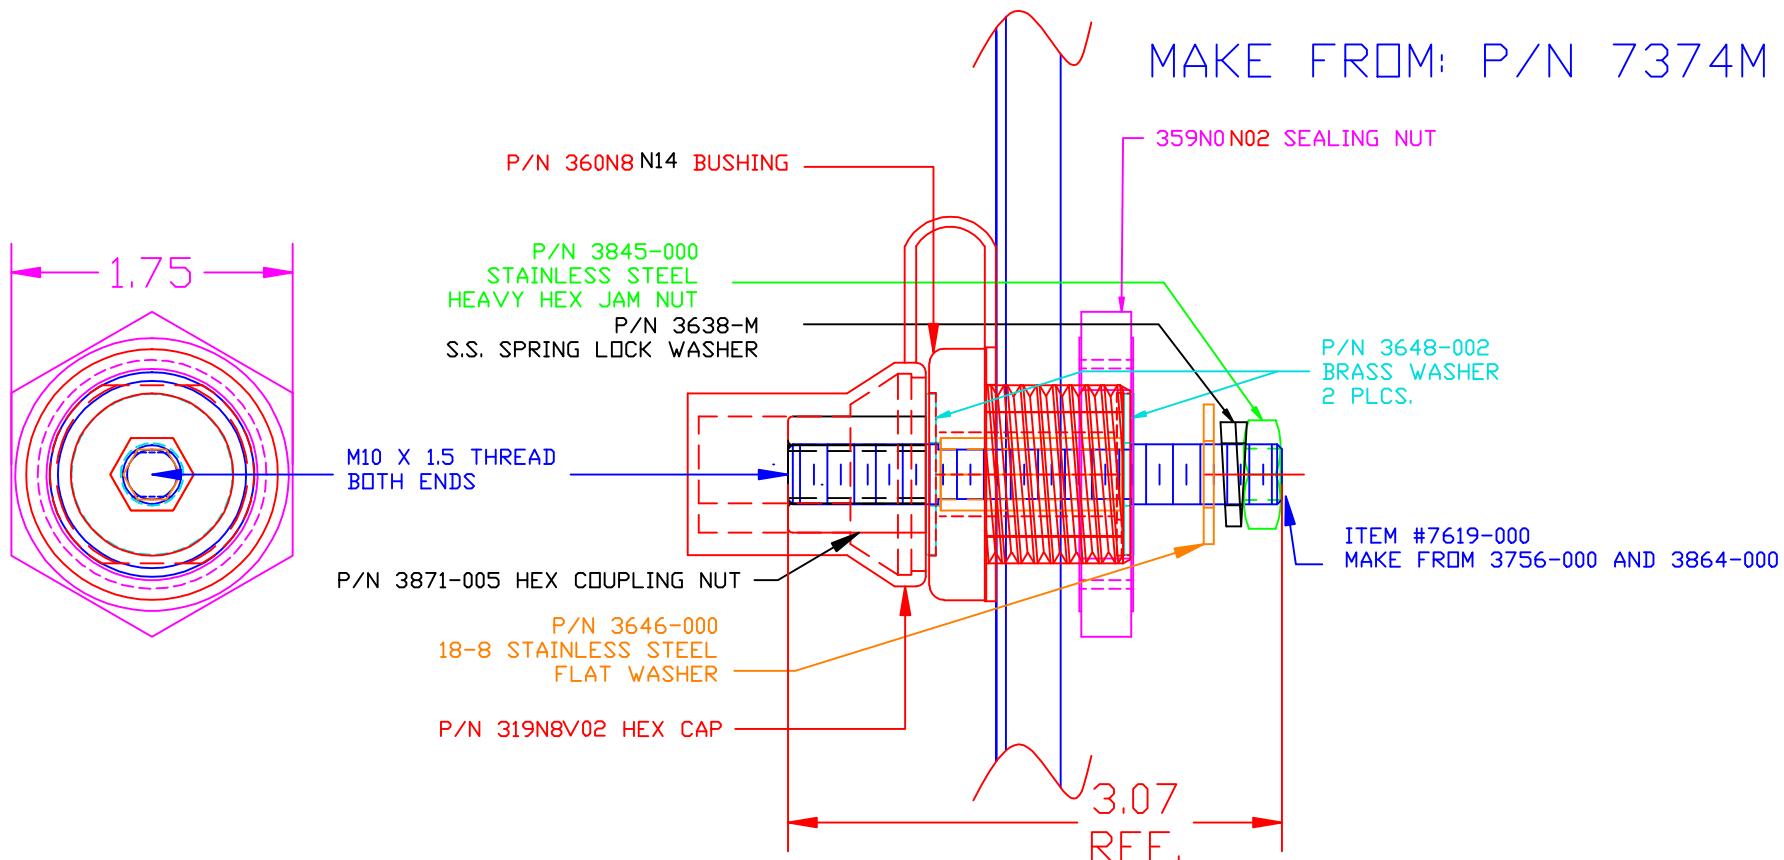 MAKE FROM: P/N 7374M
359N0 N02 SEALING NUT
P/N 360N8 N14 BUSHING
P/N 3845-000
STAINLESS STEEL
HEAVY HEX JAM NUT
1.75
P/N 3638-M
S.S. SPRING LOCK WASHER
P/N 3648-002
BRASS WASHER
2 PLCS.
M10 X 1.5 THREAD
BOTH ENDS
ITEM #7619-000
MAKE FROM 3756-000 AND 3864-000
P/N 3871-005 HEX COUPLING NUT
P/N 3646-000
18-8 STAINLESS STEEL
FLAT WASHER
P/N 319N8V02 HEX CAP
3.07
REF.